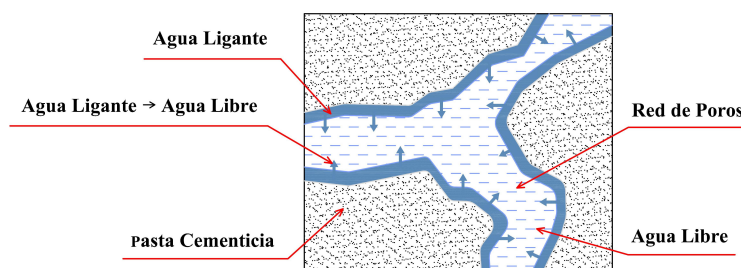 Agua Ligante
Agua Ligante → Agua Libre
Red de Poros
Pasta Cementicia
Agua Libre